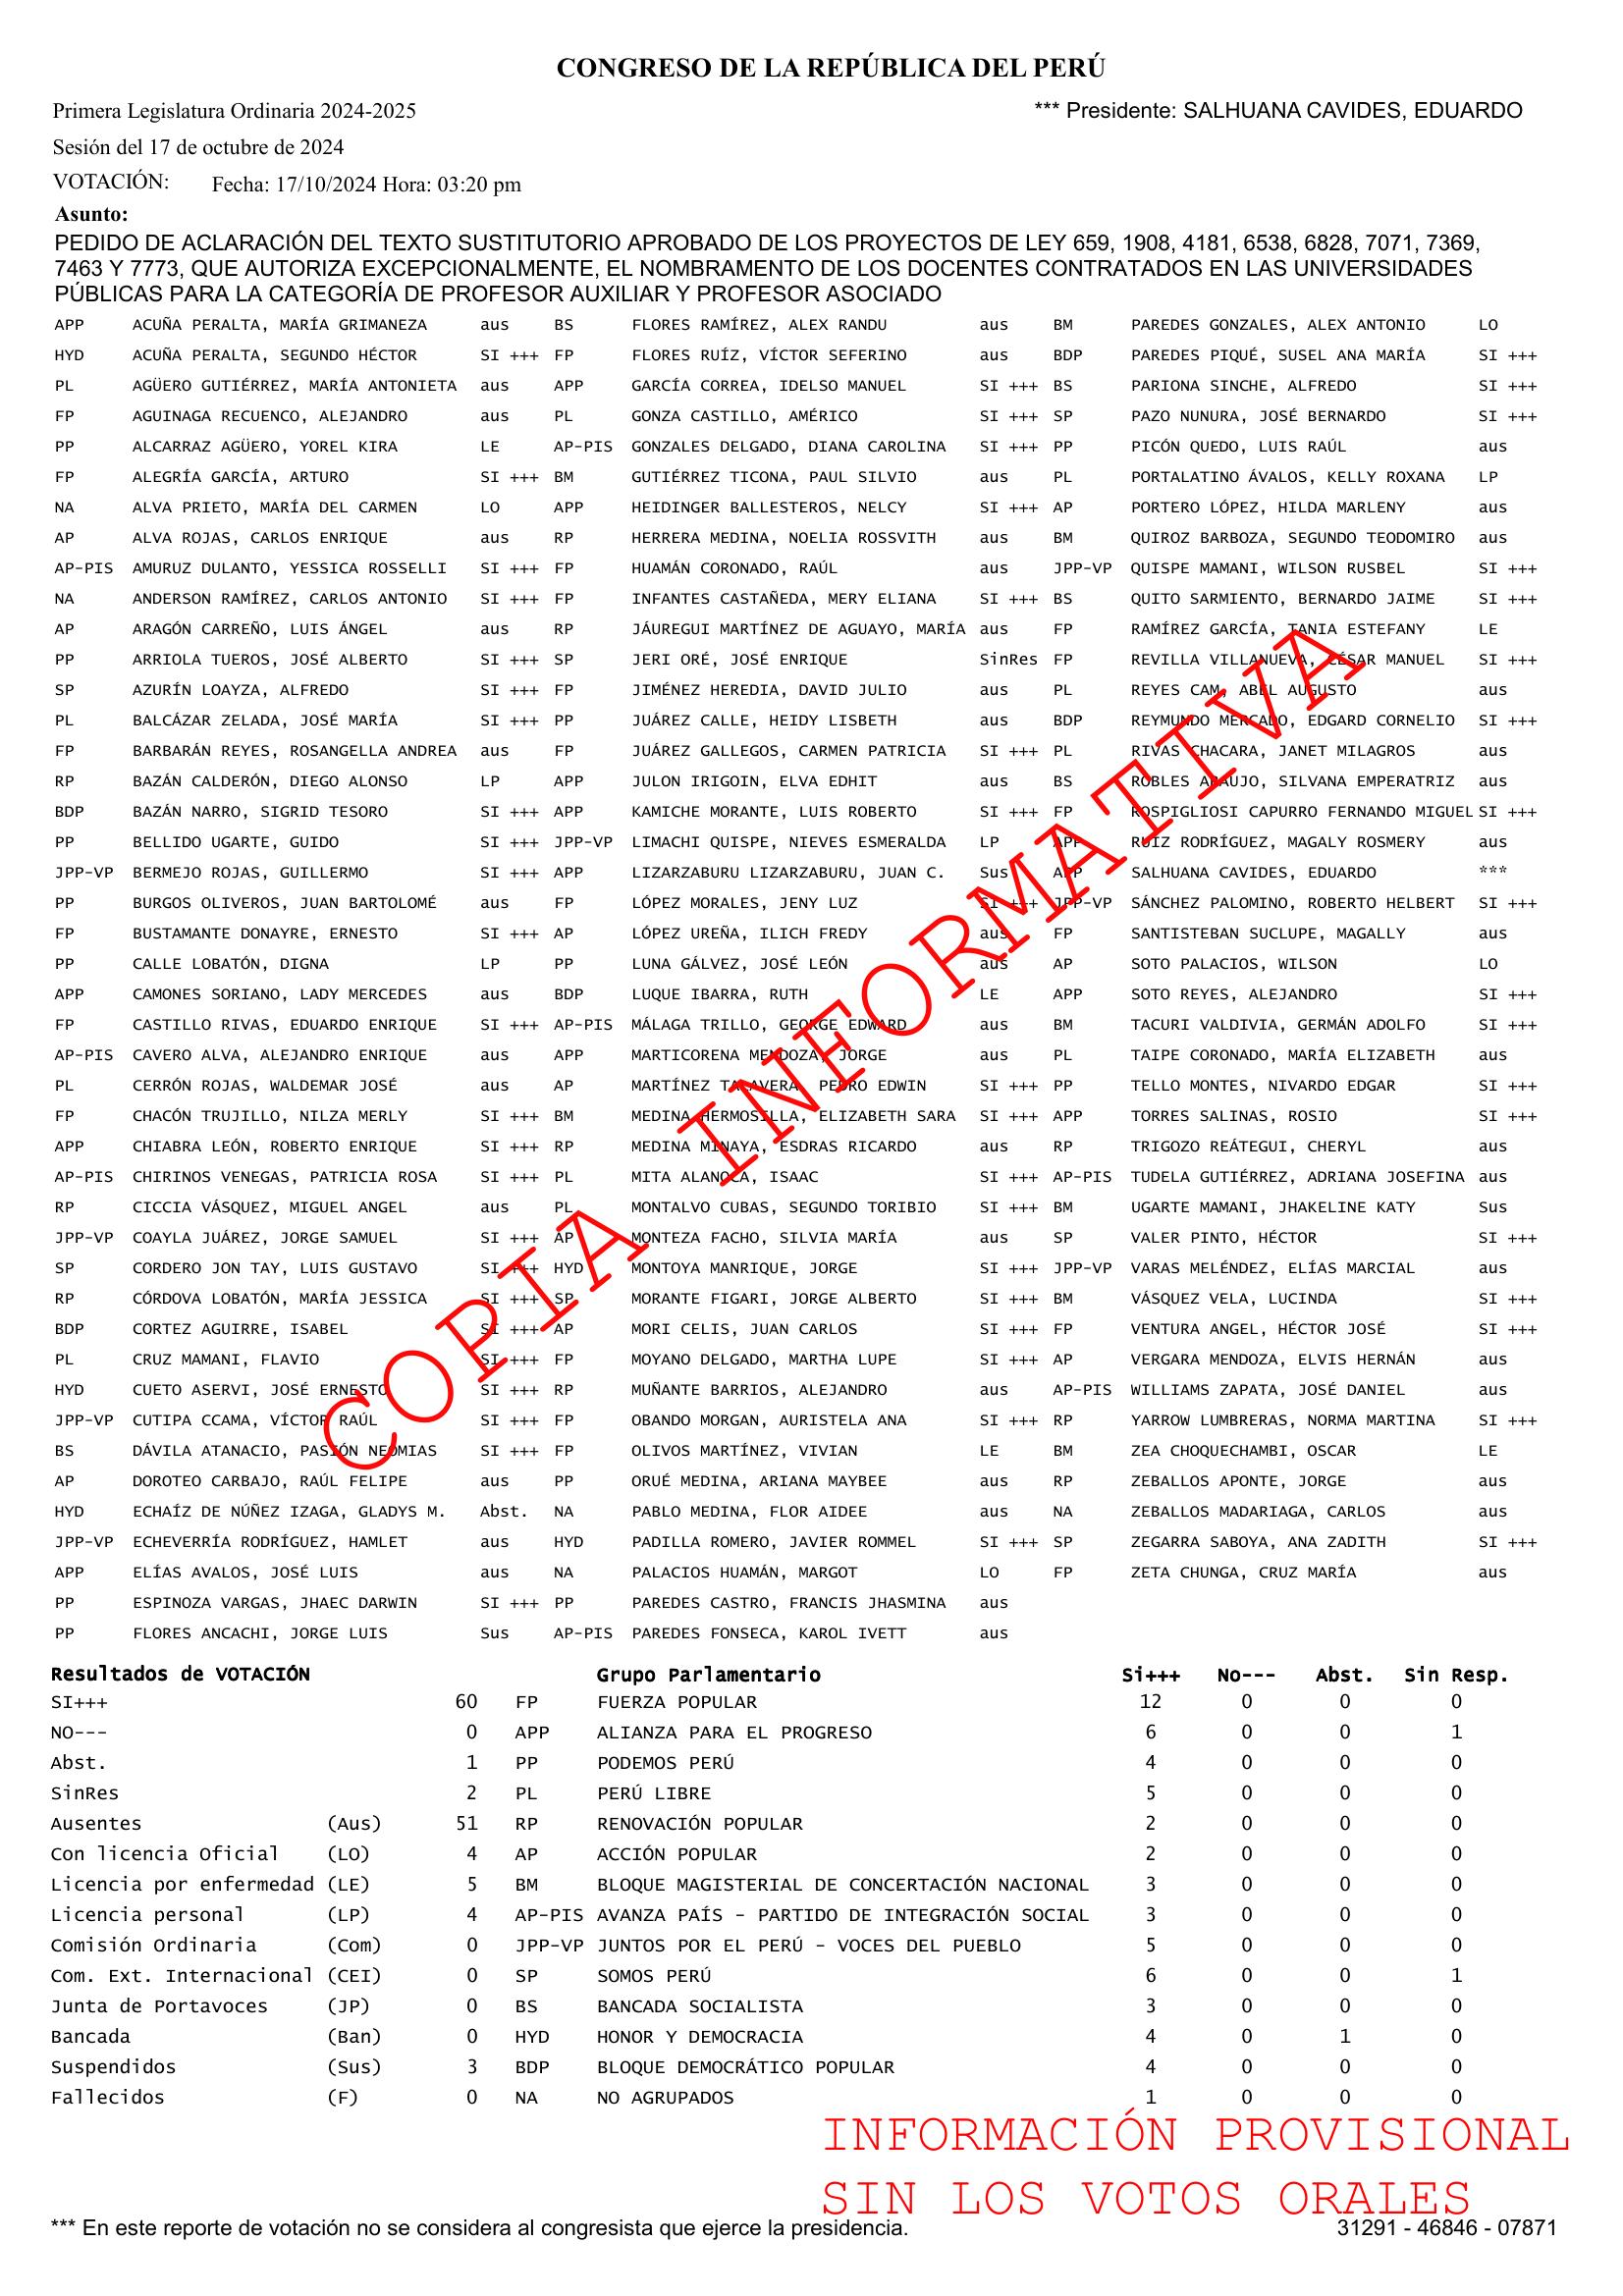 CONGRESO DE LA REPÚBLICA DEL PERÚ
Primera Legislatura Ordinaria 2024-2025 *** Presidente: SALHUANA CAVIDES, EDUARDO
Sesión del 17 de octubre de 2024
VOTACIÓN: Fecha: 17/10/2024 Hora: 03:20 pm
Asunto:
PEDIDO DE ACLARACIÓN DEL TEXTO SUSTITUTORIO APROBADO DE LOS PROYECTOS DE LEY 659, 1908, 4181, 6538, 6828, 7071, 7369,
7463 Y 7773, QUE AUTORIZA EXCEPCIONALMENTE, EL NOMBRAMENTO DE LOS DOCENTES CONTRATADOS EN LAS UNIVERSIDADES
PÚBLICAS PARA LA CATEGORÍA DE PROFESOR AUXILIAR Y PROFESOR ASOCIADO
APP ACUÑA PERALTA, MARÍA GRIMANEZA aus BS FLORES RAMÍREZ, ALEX RANDU aus BM PAREDES GONZALES, ALEX ANTONIO LO
HYD ACUÑA PERALTA, SEGUNDO HÉCTOR SI +++ FP FLORES RUÍZ, VÍCTOR SEFERINO aus BDP PAREDES PIQUÉ, SUSEL ANA MARÍA SI +++
PL AGÜERO GUTIÉRREZ, MARÍA ANTONIETA aus APP GARCÍA CORREA, IDELSO MANUEL SI +++ BS PARIONA SINCHE, ALFREDO SI +++
FP AGUINAGA RECUENCO, ALEJANDRO aus PL GONZA CASTILLO, AMÉRICO SI +++ SP PAZO NUNURA, JOSÉ BERNARDO SI +++
PP ALCARRAZ AGÜERO, YOREL KIRA LE AP-PIS GONZALES DELGADO, DIANA CAROLINA SI +++ PP PICÓN QUEDO, LUIS RAÚL aus
FP ALEGRÍA GARCÍA, ARTURO SI +++ BM GUTIÉRREZ TICONA, PAUL SILVIO aus PL PORTALATINO ÁVALOS, KELLY ROXANA LP
NA ALVA PRIETO, MARÍA DEL CARMEN LO APP HEIDINGER BALLESTEROS, NELCY SI +++ AP PORTERO LÓPEZ, HILDA MARLENY aus
AP ALVA ROJAS, CARLOS ENRIQUE aus RP HERRERA MEDINA, NOELIA ROSSVITH aus BM QUIROZ BARBOZA, SEGUNDO TEODOMIRO aus
AP-PIS AMURUZ DULANTO, YESSICA ROSSELLI SI +++ FP HUAMÁN CORONADO, RAÚL aus JPP-VP QUISPE MAMANI, WILSON RUSBEL SI +++
NA ANDERSON RAMÍREZ, CARLOS ANTONIO SI +++ FP INFANTES CASTAÑEDA, MERY ELIANA SI +++ BS QUITO SARMIENTO, BERNARDO JAIME SI +++
AP ARAGÓN CARREÑO, LUIS ÁNGEL aus RP JÁUREGUI MARTÍNEZ DE AGUAYO, MARÍA aus FP RAMÍREZ GARCÍA, TANIA ESTEFANY LE
PP ARRIOLA TUEROS, JOSÉ ALBERTO SI +++ SP JERI ORÉ, JOSÉ ENRIQUE SinRes FP REVILLA VILLANUEVA, CÉSAR MANUEL SI +++
SP AZURÍN LOAYZA, ALFREDO SI +++ FP JIMÉNEZ HEREDIA, DAVID JULIO aus PL REYES CAM, ABEL AUGUSTO aus
PL BALCÁZAR ZELADA, JOSÉ MARÍA SI +++ PP JUÁREZ CALLE, HEIDY LISBETH aus BDP REYMUNDO MERCADO, EDGARD CORNELIO SI +++
FP BARBARÁN REYES, ROSANGELLA ANDREA aus FP JUÁREZ GALLEGOS, CARMEN PATRICIA SI +++ PL RIVAS CHACARA, JANET MILAGROS aus
RP BAZÁN CALDERÓN, DIEGO ALONSO LP APP JULON IRIGOIN, ELVA EDHIT aus BS ROBLES ARAUJO, SILVANA EMPERATRIZ aus
BDP BAZÁN NARRO, SIGRID TESORO SI +++ APP KAMICHE MORANTE, LUIS ROBERTO SI +++ FP ROSPIGLIOSI CAPURRO FERNANDO MIGUEL SI +++
PP BELLIDO UGARTE, GUIDO SI +++ JPP-VP LIMACHI QUISPE, NIEVES ESMERALDA LP APP RUIZ RODRÍGUEZ, MAGALY ROSMERY aus
JPP-VP BERMEJO ROJAS, GUILLERMO SI +++ APP LIZARZABURU LIZARZABURU, JUAN C. Sus APP SALHUANA CAVIDES, EDUARDO ***
PP BURGOS OLIVEROS, JUAN BARTOLOMÉ aus FP LÓPEZ MORALES, JENY LUZ SI +++ JPP-VP SÁNCHEZ PALOMINO, ROBERTO HELBERT SI +++
FP BUSTAMANTE DONAYRE, ERNESTO SI +++ AP LÓPEZ UREÑA, ILICH FREDY aus FP SANTISTEBAN SUCLUPE, MAGALLY aus
PP CALLE LOBATÓN, DIGNA LP PP LUNA GÁLVEZ, JOSÉ LEÓN aus AP SOTO PALACIOS, WILSON LO
APP CAMONES SORIANO, LADY MERCEDES aus BDP LUQUE IBARRA, RUTH LE APP SOTO REYES, ALEJANDRO SI +++
FP CASTILLO RIVAS, EDUARDO ENRIQUE SI +++ AP-PIS MÁLAGA TRILLO, GEORGE EDWARD aus BM TACURI VALDIVIA, GERMÁN ADOLFO SI +++
AP-PIS CAVERO ALVA, ALEJANDRO ENRIQUE aus APP MARTICORENA MENDOZA, JORGE aus PL TAIPE CORONADO, MARÍA ELIZABETH aus
PL CERRÓN ROJAS, WALDEMAR JOSÉ aus AP MARTÍNEZ TALAVERA, PEDRO EDWIN SI +++ PP TELLO MONTES, NIVARDO EDGAR SI +++
FP CHACÓN TRUJILLO, NILZA MERLY SI +++ BM MEDINA HERMOSILLA, ELIZABETH SARA SI +++ APP TORRES SALINAS, ROSIO SI +++
APP CHIABRA LEÓN, ROBERTO ENRIQUE SI +++ RP MEDINA MINAYA, ESDRAS RICARDO aus RP TRIGOZO REÁTEGUI, CHERYL aus
AP-PIS CHIRINOS VENEGAS, PATRICIA ROSA SI +++ PL MITA ALANOCA, ISAAC SI +++ AP-PIS TUDELA GUTIÉRREZ, ADRIANA JOSEFINA aus
RP CICCIA VÁSQUEZ, MIGUEL ANGEL aus PL MONTALVO CUBAS, SEGUNDO TORIBIO SI +++ BM UGARTE MAMANI, JHAKELINE KATY Sus
JPP-VP COAYLA JUÁREZ, JORGE SAMUEL SI +++ AP MONTEZA FACHO, SILVIA MARÍA aus SP VALER PINTO, HÉCTOR SI +++
SP CORDERO JON TAY, LUIS GUSTAVO SI +++ HYD MONTOYA MANRIQUE, JORGE SI +++ JPP-VP VARAS MELÉNDEZ, ELÍAS MARCIAL aus
RP CÓRDOVA LOBATÓN, MARÍA JESSICA SI +++ SP MORANTE FIGARI, JORGE ALBERTO SI +++ BM VÁSQUEZ VELA, LUCINDA SI +++
BDP CORTEZ AGUIRRE, ISABEL SI +++ AP MORI CELIS, JUAN CARLOS SI +++ FP VENTURA ANGEL, HÉCTOR JOSÉ SI +++
PL CRUZ MAMANI, FLAVIO SI +++ FP MOYANO DELGADO, MARTHA LUPE SI +++ AP VERGARA MENDOZA, ELVIS HERNÁN aus
HYD CUETO ASERVI, JOSÉ ERNESTO SI +++ RP MUÑANTE BARRIOS, ALEJANDRO aus AP-PIS WILLIAMS ZAPATA, JOSÉ DANIEL aus
JPP-VP CUTIPA CCAMA, VÍCTOR RAÚL SI +++ FP OBANDO MORGAN, AURISTELA ANA SI +++ RP YARROW LUMBRERAS, NORMA MARTINA SI +++
BS DÁVILA ATANACIO, PASIÓN NEOMIAS SI +++ FP OLIVOS MARTÍNEZ, VIVIAN LE BM ZEA CHOQUECHAMBI, OSCAR LE
AP DOROTEO CARBAJO, RAÚL FELIPE aus PP ORUÉ MEDINA, ARIANA MAYBEE aus RP ZEBALLOS APONTE, JORGE aus
HYD ECHAÍZ DE NÚÑEZ IZAGA, GLADYS M. Abst. NA PABLO MEDINA, FLOR AIDEE aus NA ZEBALLOS MADARIAGA, CARLOS aus
JPP-VP ECHEVERRÍA RODRÍGUEZ, HAMLET aus HYD PADILLA ROMERO, JAVIER ROMMEL SI +++ SP ZEGARRA SABOYA, ANA ZADITH SI +++
APP ELÍAS AVALOS, JOSÉ LUIS aus NA PALACIOS HUAMÁN, MARGOT LO FP ZETA CHUNGA, CRUZ MARÍA aus
PP ESPINOZA VARGAS, JHAEC DARWIN SI +++ PP PAREDES CASTRO, FRANCIS JHASMINA aus
PP FLORES ANCACHI, JORGE LUIS Sus AP-PIS PAREDES FONSECA, KAROL IVETT aus
COPIA INFORMATIVA
Resultados de VOTACIÓN Grupo Parlamentario Si+++ No--- Abst. Sin Resp.
SI+++ 60 FP FUERZA POPULAR 12 0 0 0
NO--- 0 APP ALIANZA PARA EL PROGRESO 6 0 0 1
Abst. 1 PP PODEMOS PERÚ 4 0 0 0
SinRes 2 PL PERÚ LIBRE 5 0 0 0
Ausentes (Aus) 51 RP RENOVACIÓN POPULAR 2 0 0 0
Con licencia Oficial (LO) 4 AP ACCIÓN POPULAR 2 0 0 0
Licencia por enfermedad (LE) 5 BM BLOQUE MAGISTERIAL DE CONCERTACIÓN NACIONAL 3 0 0 0
Licencia personal (LP) 4 AP-PIS AVANZA PAÍS - PARTIDO DE INTEGRACIÓN SOCIAL 3 0 0 0
Comisión Ordinaria (Com) 0 JPP-VP JUNTOS POR EL PERÚ - VOCES DEL PUEBLO 5 0 0 0
Com. Ext. Internacional (CEI) 0 SP SOMOS PERÚ 6 0 0 1
Junta de Portavoces (JP) 0 BS BANCADA SOCIALISTA 3 0 0 0
Bancada (Ban) 0 HYD HONOR Y DEMOCRACIA 4 0 1 0
Suspendidos (Sus) 3 BDP BLOQUE DEMOCRÁTICO POPULAR 4 0 0 0
Fallecidos (F) 0 NA NO AGRUPADOS 1 0 0 0
INFORMACIÓN PROVISIONAL
SIN LOS VOTOS ORALES
*** En este reporte de votación no se considera al congresista que ejerce la presidencia. 31291 - 46846 - 07871